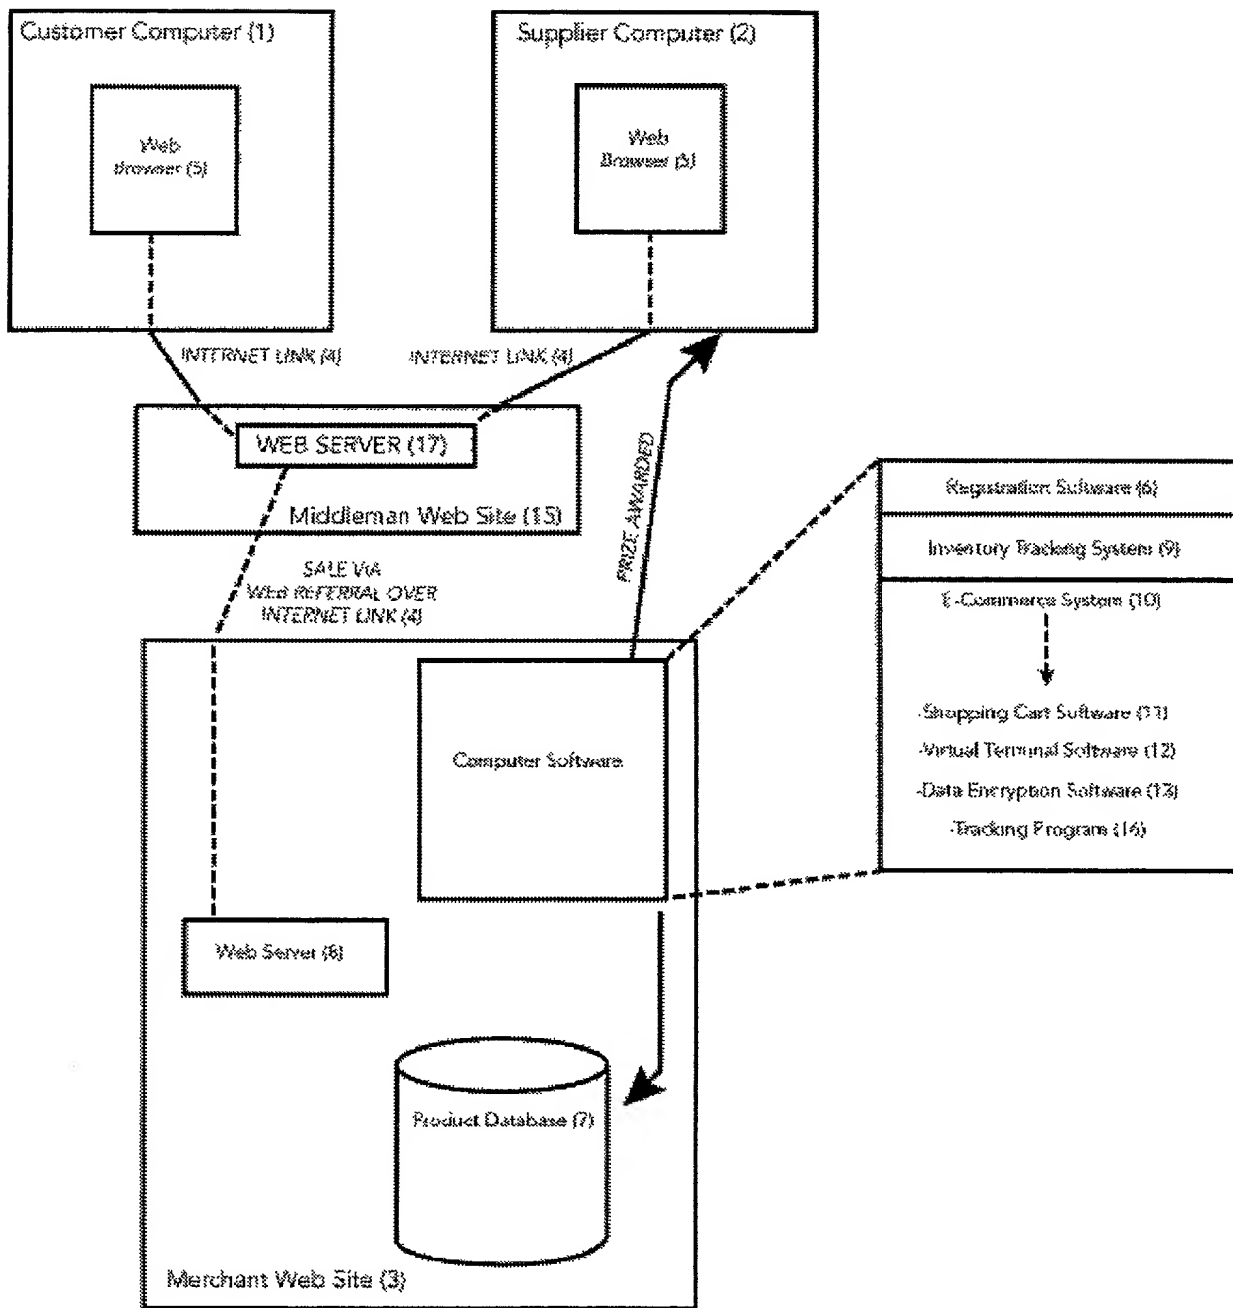 Customer Computer (1)
Supplier Computer (2)
Web
Browser (5)
Web
Browser (5)
INTERNET LINK (4)
INTERNET LINK (4)
WEB SERVER (17)
Middleman Web Site (15)
PRIZE AWARDED
SALE VIA
WEB REFERRAL OVER
INTERNET LINK (4)
Registration Software (6)
Inventory Tracking System (9)
E-Commerce System (10)
-Shopping Cart Software (11)
-Virtual Terminal Software (12)
-Data Encryption Software (13)
-Tracking Program (16)
Computer Software
Web Server (8)
Product Database (7)
Merchant Web Site (3)